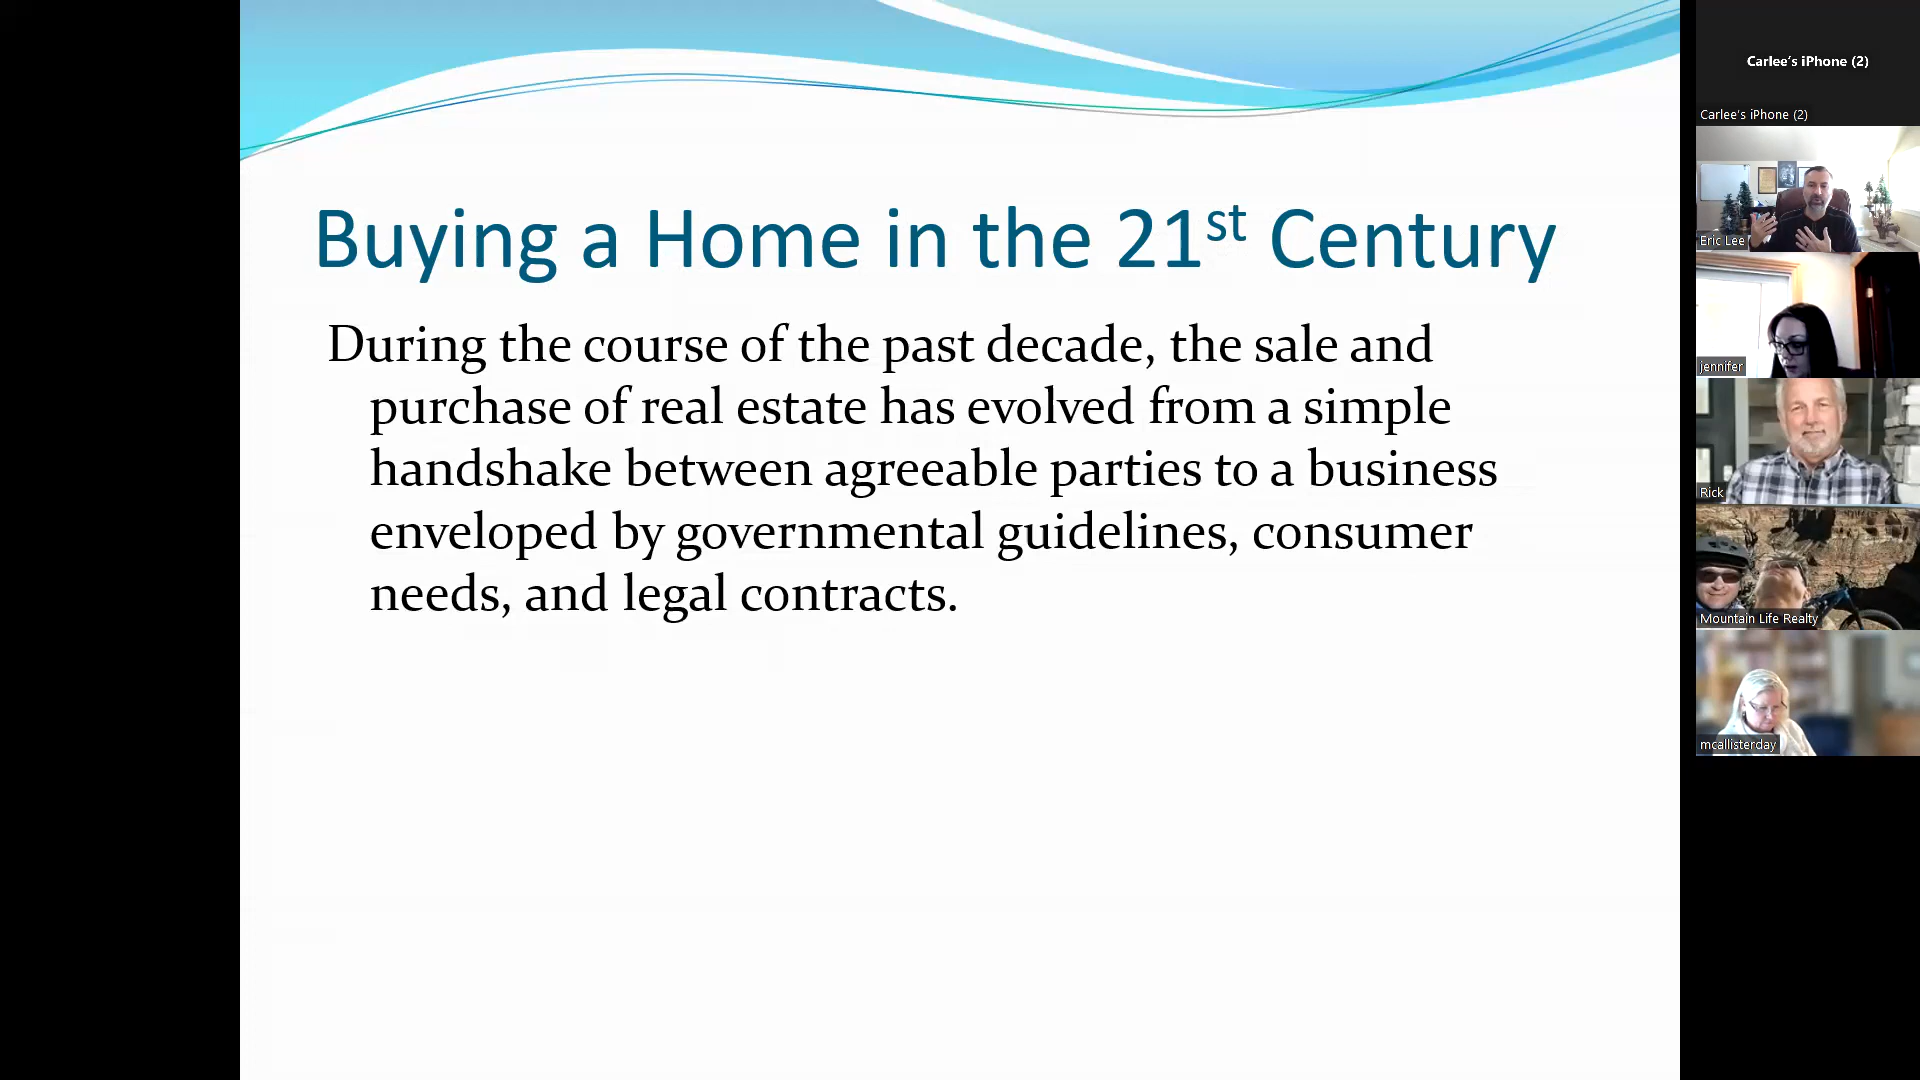 Buying a Home in the 21st Century
During the course of the past decade, the sale and
purchase of real estate has evolved from a simple
handshake between agreeable parties to a business
enveloped by governmental guidelines, consumer
needs, and legal contracts.
Carlee's iPhone (2)
Carlee's iPhone (2)
Eric Lee
jennifer
Rick
Mountain Life Realty
mcallisterday